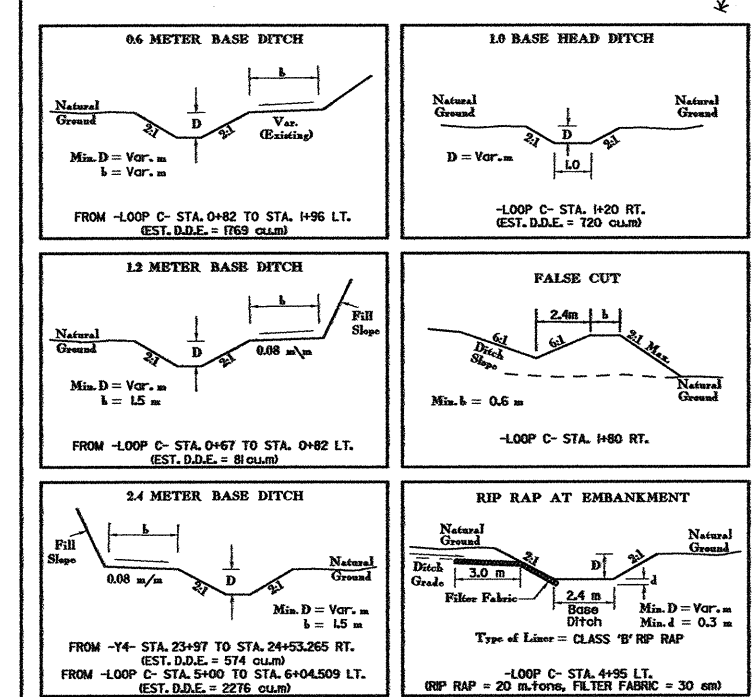 0.6 METER BASE DITCH
b
Natural
Ground
2:1
D
2:1
Var.
(Existing)
Min. D = Var. m
b = Var. m
FROM -LOOP C- STA. 0+82 TO STA. 1+96 LT.
(EST. D.D.E. = 1769 cu.m)
1.0 BASE HEAD DITCH
Natural
Ground
Natural
Ground
2:1
D
2:1
D = Var. m
1.0
-LOOP C- STA. 1+20 RT.
(EST. D.D.E. = 720 cu.m)
1.2 METER BASE DITCH
b
Fill
Slope
Natural
Ground
2:1
D
2:1
0.08 m\m
Min. D = Var. m
b = 1.5 m
FROM -LOOP C- STA. 0+67 TO STA. 0+82 LT.
(EST. D.D.E. = 81 cu.m)
FALSE CUT
2.4m
b
6:1
Ditch
Slope
6:1
2:1 Max.
Natural
Ground
Min. b = 0.6 m
-LOOP C- STA. 1+80 RT.
2.4 METER BASE DITCH
b
Fill
Slope
0.08 m/m
2:1
D
2:1
Natural
Ground
Min. D = Var. m
b = 1.5 m
FROM -Y4- STA. 23+97 TO STA. 24+53.265 RT.
(EST. D.D.E. = 574 cu.m)
FROM -LOOP C- STA. 5+00 TO STA. 6+04.509 LT.
(EST. D.D.E. = 2276 cu.m)
RIP RAP AT EMBANKMENT
Natural
Ground
Natural
Ground
2:1
D
2:1
Ditch
Grade
3.0 m
d
Filter Fabric
2.4 m
Base
Ditch
Min. D = Var. m
Min. d = 0.3 m
Type of Liner = CLASS 'B' RIP RAP
-LOOP C- STA. 4+95 LT.
(RIP RAP = 20 m.tons, FILTER FABRIC = 30 sm)